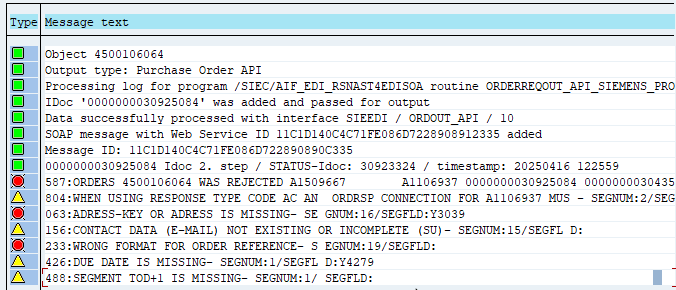 Type Message text
Object 4500106064
Output type: Purchase Order API
Processing log for program /SIEC/AIF_EDI_RSNAST4EDISOA routine ORDERREQOUT_API_SIEMENS_PRO
IDoc '0000000030925084' was added and passed for output
Data successfully processed with interface SIEEDI / ORDOUT_API / 10
SOAP message with Web Service ID 11C1D140C4C71FE086D7228908912335 added
Message ID: 11C1D140C4C71FE086D722890890C335
0000000030925084 Idoc 2. step / STATUS-Idoc: 30923324 / timestamp: 20250416 122559
587:ORDERS 4500106064 WAS REJECTED A1509667 A1106937 0000000030925084 0000000030435
804:WHEN USING RESPONSE TYPE CODE AC AN ORDRSP CONNECTION FOR A1106937 MUS - SEGNUM:2/SEG
063:ADRESS-KEY OR ADRESS IS MISSING- SE GNUM:16/SEGFLD:Y3039
156:CONTACT DATA (E-MAIL) NOT EXISTING OR INCOMPLETE (SU)- SEGNUM:15/SEGFL D:
233:WRONG FORMAT FOR ORDER REFERENCE- S EGNUM:19/SEGFLD:
426:DUE DATE IS MISSING- SEGNUM:1/SEGFL D:Y4279
488:SEGMENT TOD+1 IS MISSING- SEGNUM:1/ SEGFLD: